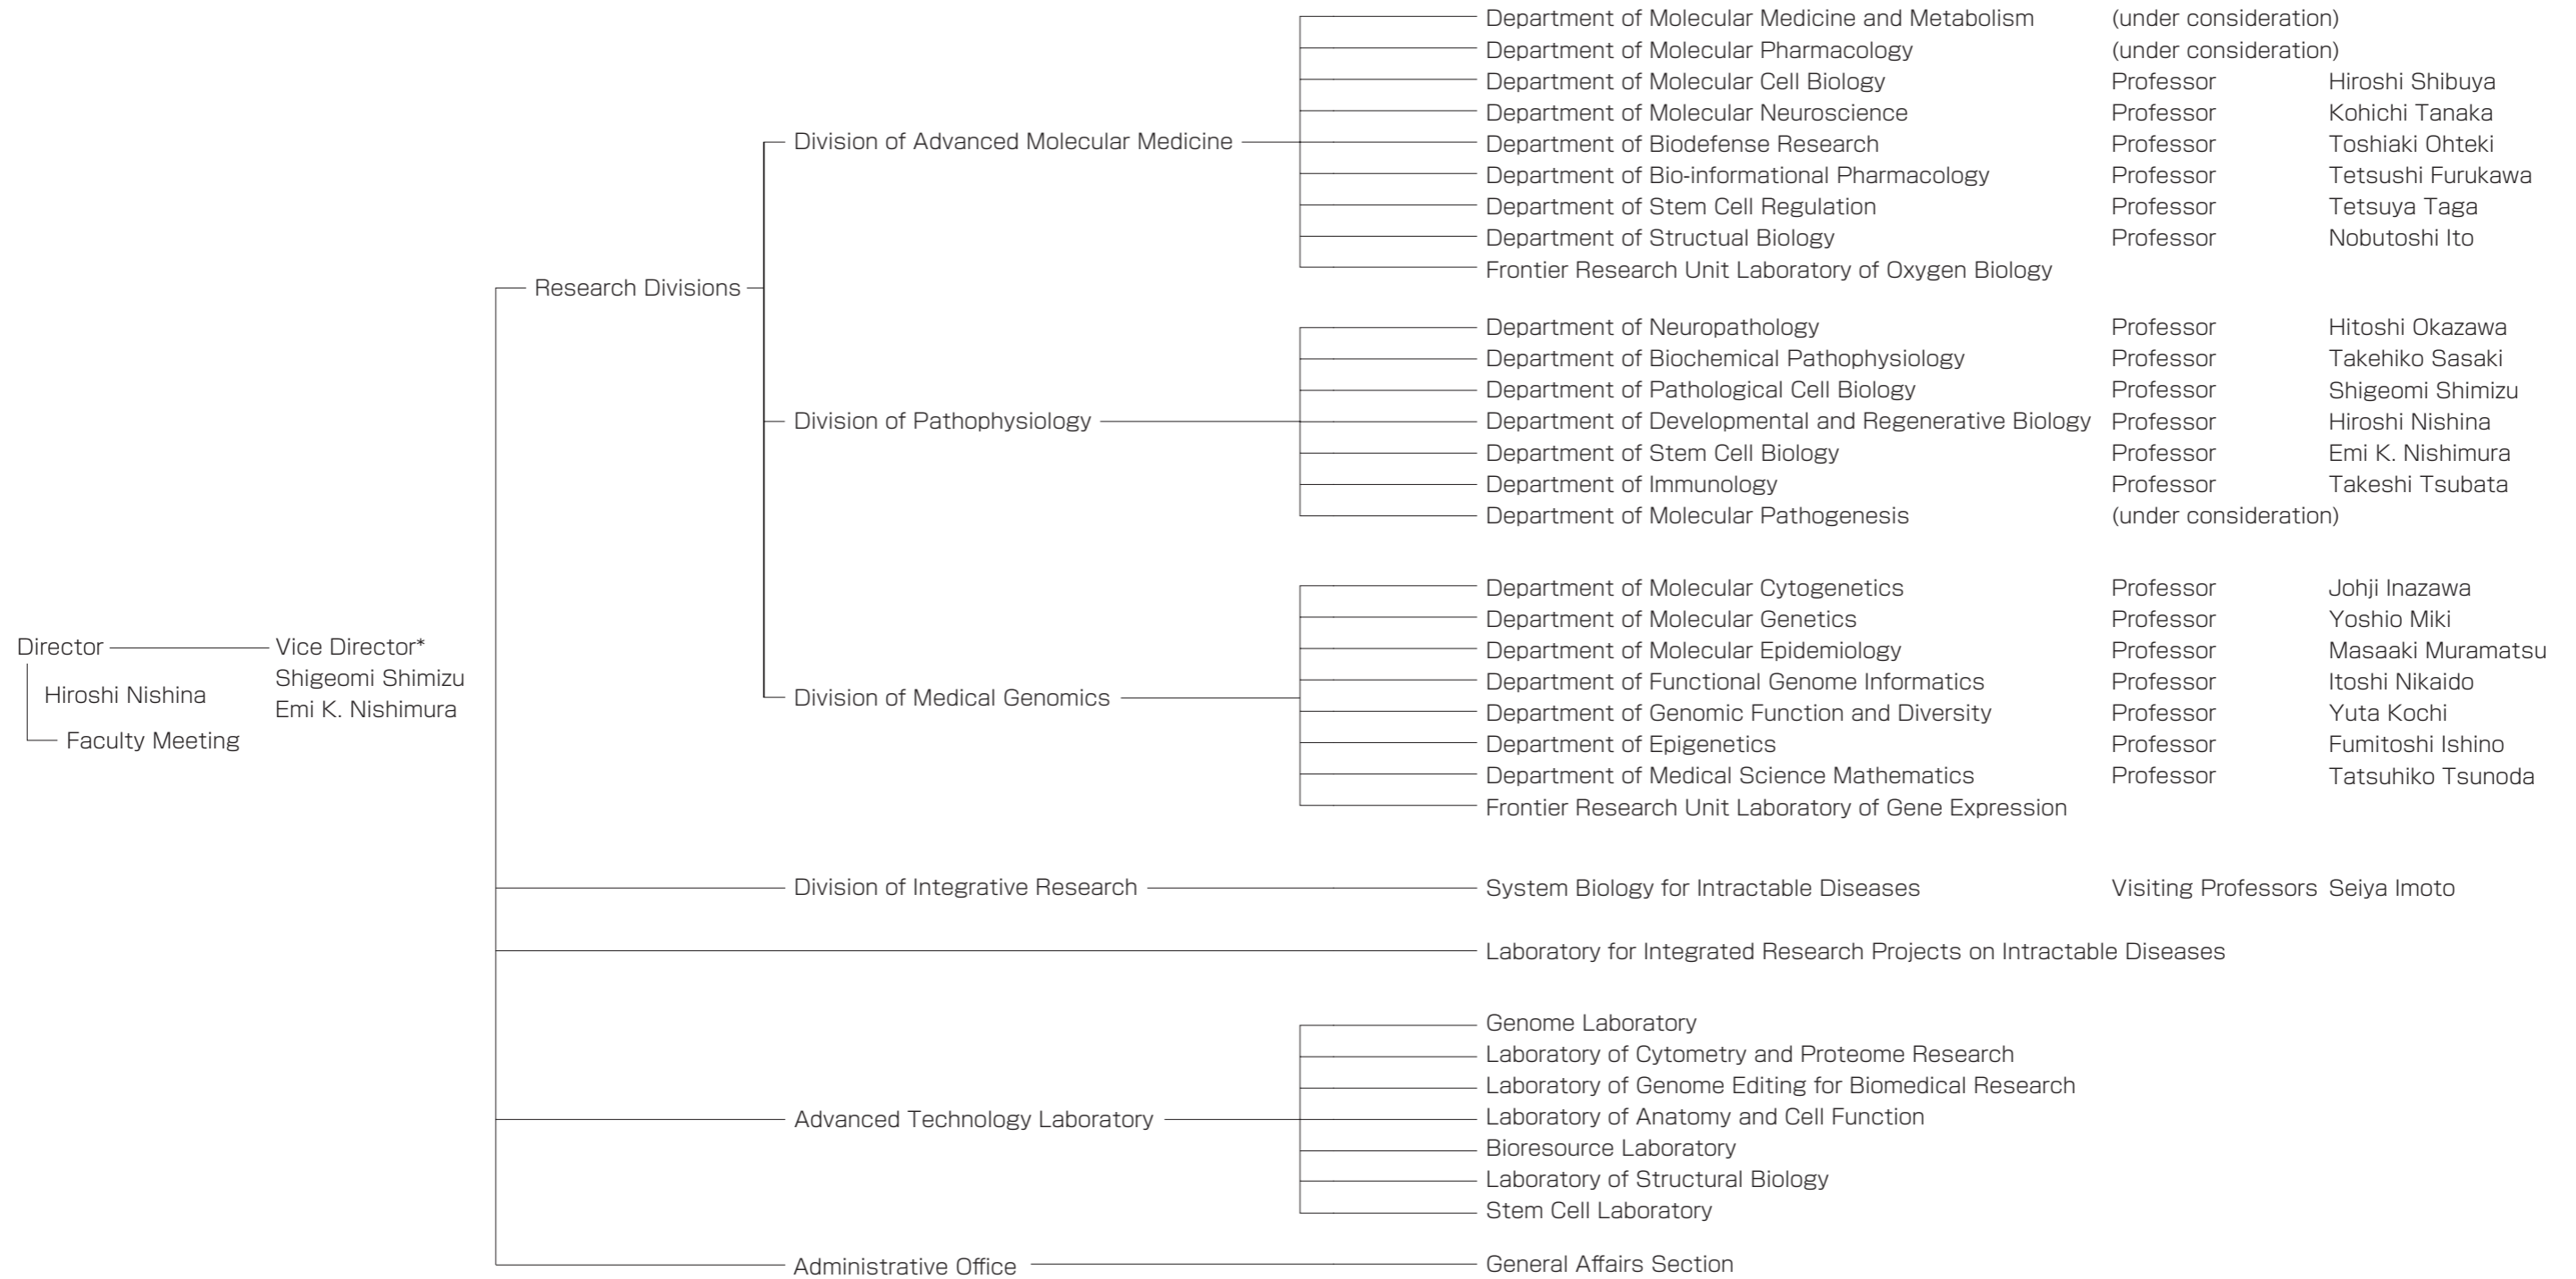 Director
Hiroshi Nishina
Faculty Meeting
Vice Director*
Shigeomi Shimizu
Emi K. Nishimura
Research Divisions
Division of Advanced Molecular Medicine
Department of Molecular Medicine and Metabolism (under consideration)
Department of Molecular Pharmacology (under consideration)
Department of Molecular Cell Biology Professor Hiroshi Shibuya
Department of Molecular Neuroscience Professor Kohichi Tanaka
Department of Biodefense Research Professor Toshiaki Ohteki
Department of Bio-informational Pharmacology Professor Tetsushi Furukawa
Department of Stem Cell Regulation Professor Tetsuya Taga
Department of Structual Biology Professor Nobutoshi Ito
Frontier Research Unit Laboratory of Oxygen Biology
Division of Pathophysiology
Department of Neuropathology Professor Hitoshi Okazawa
Department of Biochemical Pathophysiology Professor Takehiko Sasaki
Department of Pathological Cell Biology Professor Shigeomi Shimizu
Department of Developmental and Regenerative Biology Professor Hiroshi Nishina
Department of Stem Cell Biology Professor Emi K. Nishimura
Department of Immunology Professor Takeshi Tsubata
Department of Molecular Pathogenesis (under consideration)
Division of Medical Genomics
Department of Molecular Cytogenetics Professor Johji Inazawa
Department of Molecular Genetics Professor Yoshio Miki
Department of Molecular Epidemiology Professor Masaaki Muramatsu
Department of Functional Genome Informatics Professor Itoshi Nikaido
Department of Genomic Function and Diversity Professor Yuta Kochi
Department of Epigenetics Professor Fumitoshi Ishino
Department of Medical Science Mathematics Professor Tatsuhiko Tsunoda
Frontier Research Unit Laboratory of Gene Expression
Division of Integrative Research
System Biology for Intractable Diseases Visiting Professors Seiya Imoto
Laboratory for Integrated Research Projects on Intractable Diseases
Advanced Technology Laboratory
Genome Laboratory
Laboratory of Cytometry and Proteome Research
Laboratory of Genome Editing for Biomedical Research
Laboratory of Anatomy and Cell Function
Bioresource Laboratory
Laboratory of Structural Biology
Stem Cell Laboratory
Administrative Office
General Affairs Section